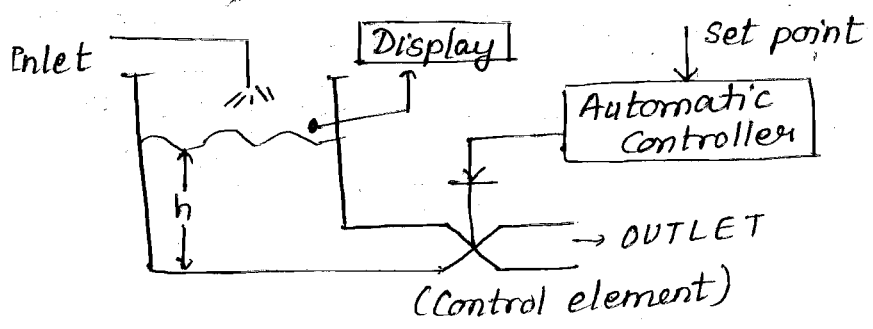 Inlet
Display
set point
Automatic
Controller
h
→ OUTLET
(Control element)